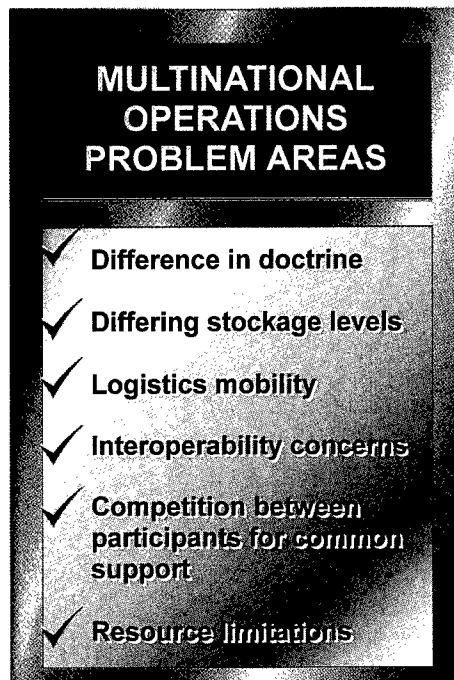 MULTINATIONAL
OPERATIONS
PROBLEM AREAS
Difference in doctrine
Differing stockage levels
Logistics mobility
Interoperability concerns
Competition between
participants for common
support
Resource limitations